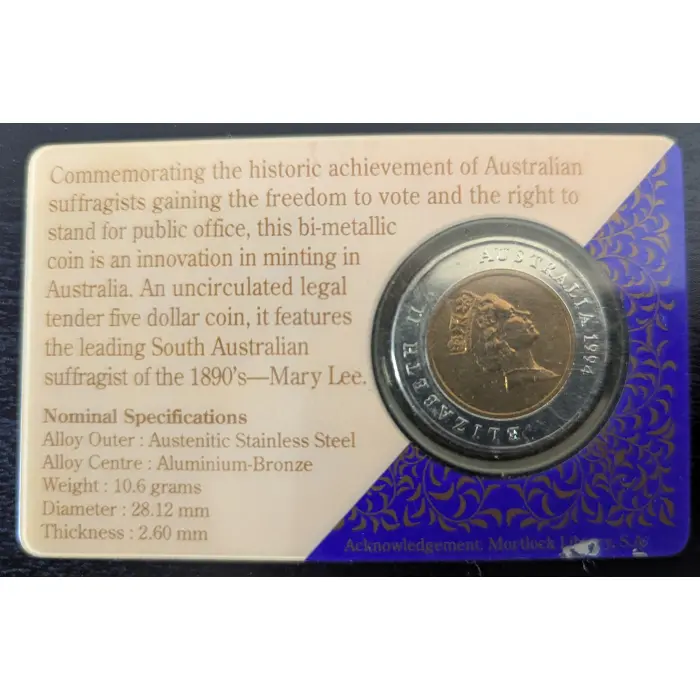 Commemorating the historic achievement of Australian
suffragists gaining the freedom to vote and the right to
stand for public office, this bi-metallic
coin is an innovation in minting in
Australia. An uncirculated legal
tender five dollar coin, it features
the leading South Australian
suffragist of the 1890's—Mary Lee.
Nominal Specifications
Alloy Outer : Austenitic Stainless Steel
Alloy Centre : Aluminium-Bronze
Weight : 10.6 grams
Diameter : 28.12 mm
Thickness : 2.60 mm
ELIZABETH II AUSTRALIA 1994
Acknowledgement: Mortlock Library, S.A.